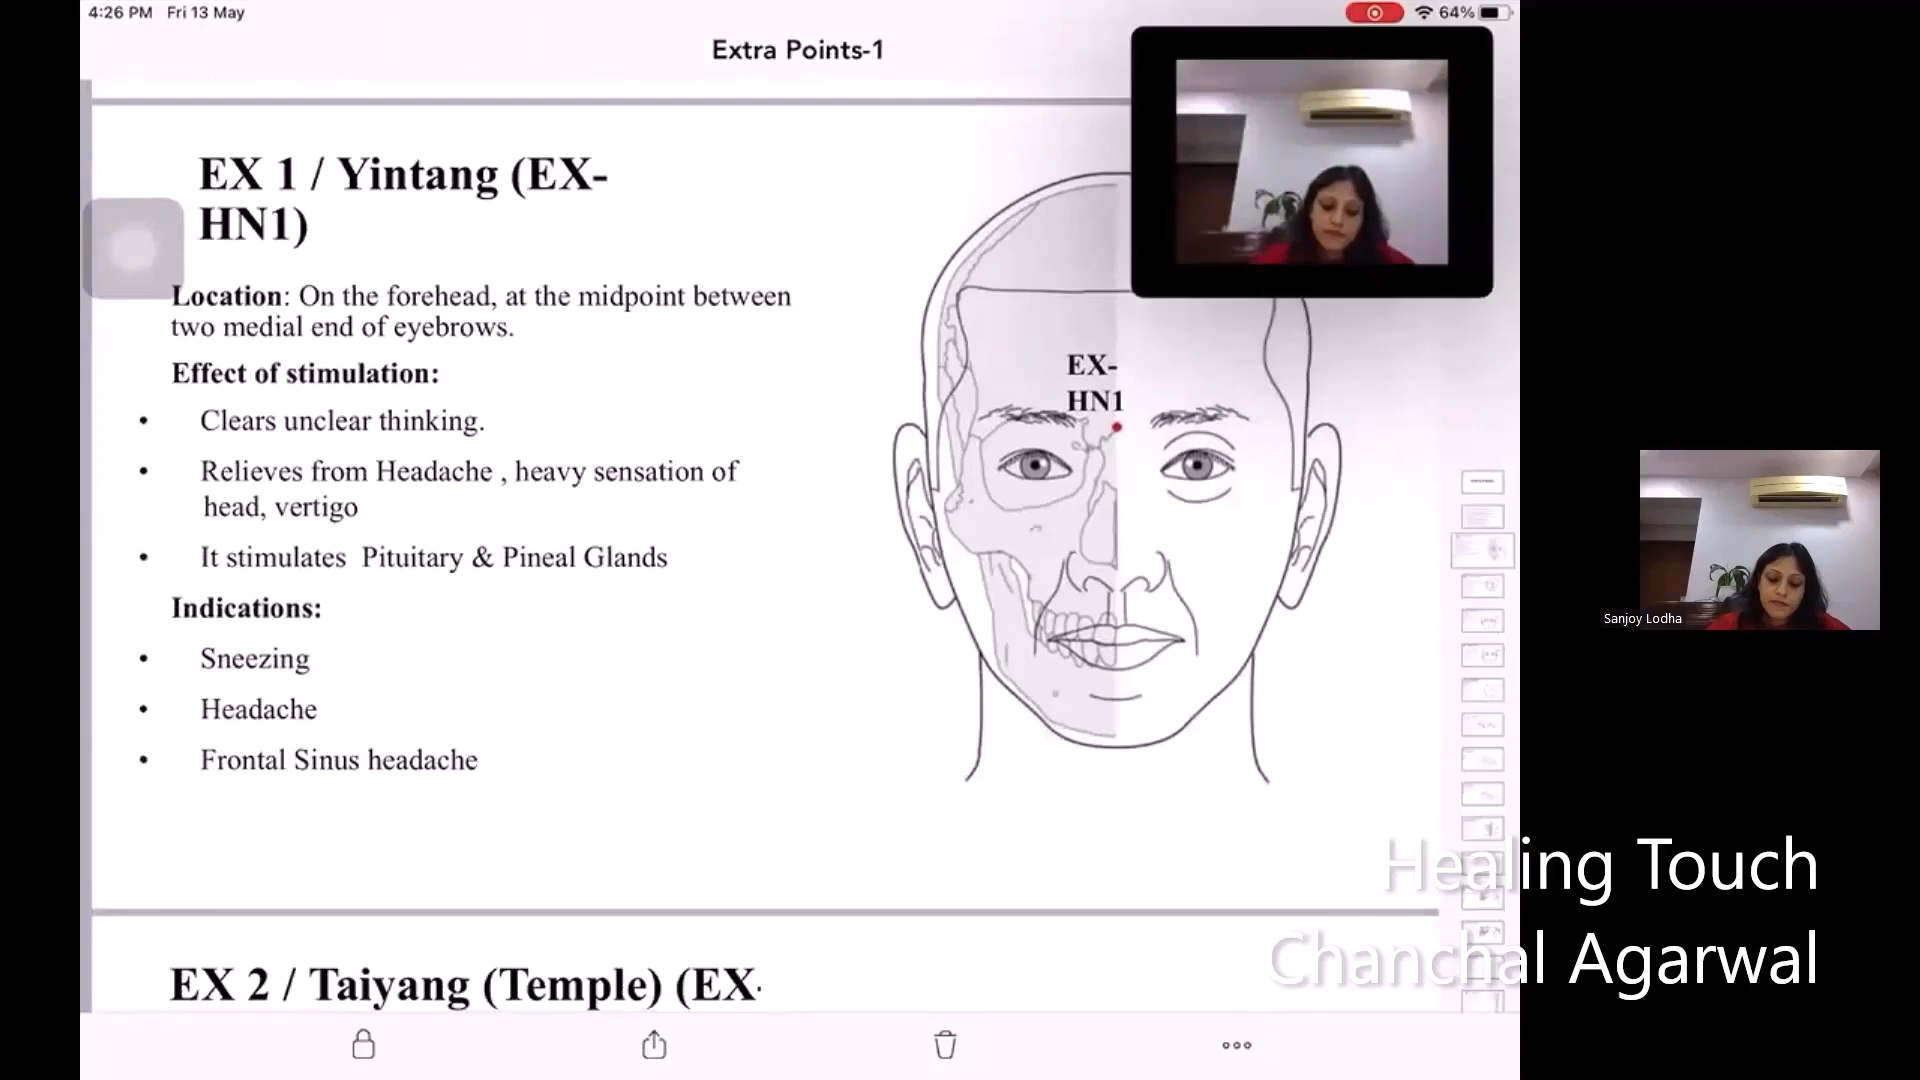 4:26 PM Fri 13 May
64%
Extra Points-1
EX 1 / Yintang (EX-
HN1)
Location: On the forehead, at the midpoint between
two medial end of eyebrows.
Effect of stimulation:
• Clears unclear thinking.
• Relieves from Headache , heavy sensation of
head, vertigo
• It stimulates Pituitary & Pineal Glands
Indications:
• Sneezing
• Headache
• Frontal Sinus headache
EX-
HN1
Sanjoy Lodha
Healing Touch
Chanchal Agarwal
EX 2 / Taiyang (Temple) (EX-